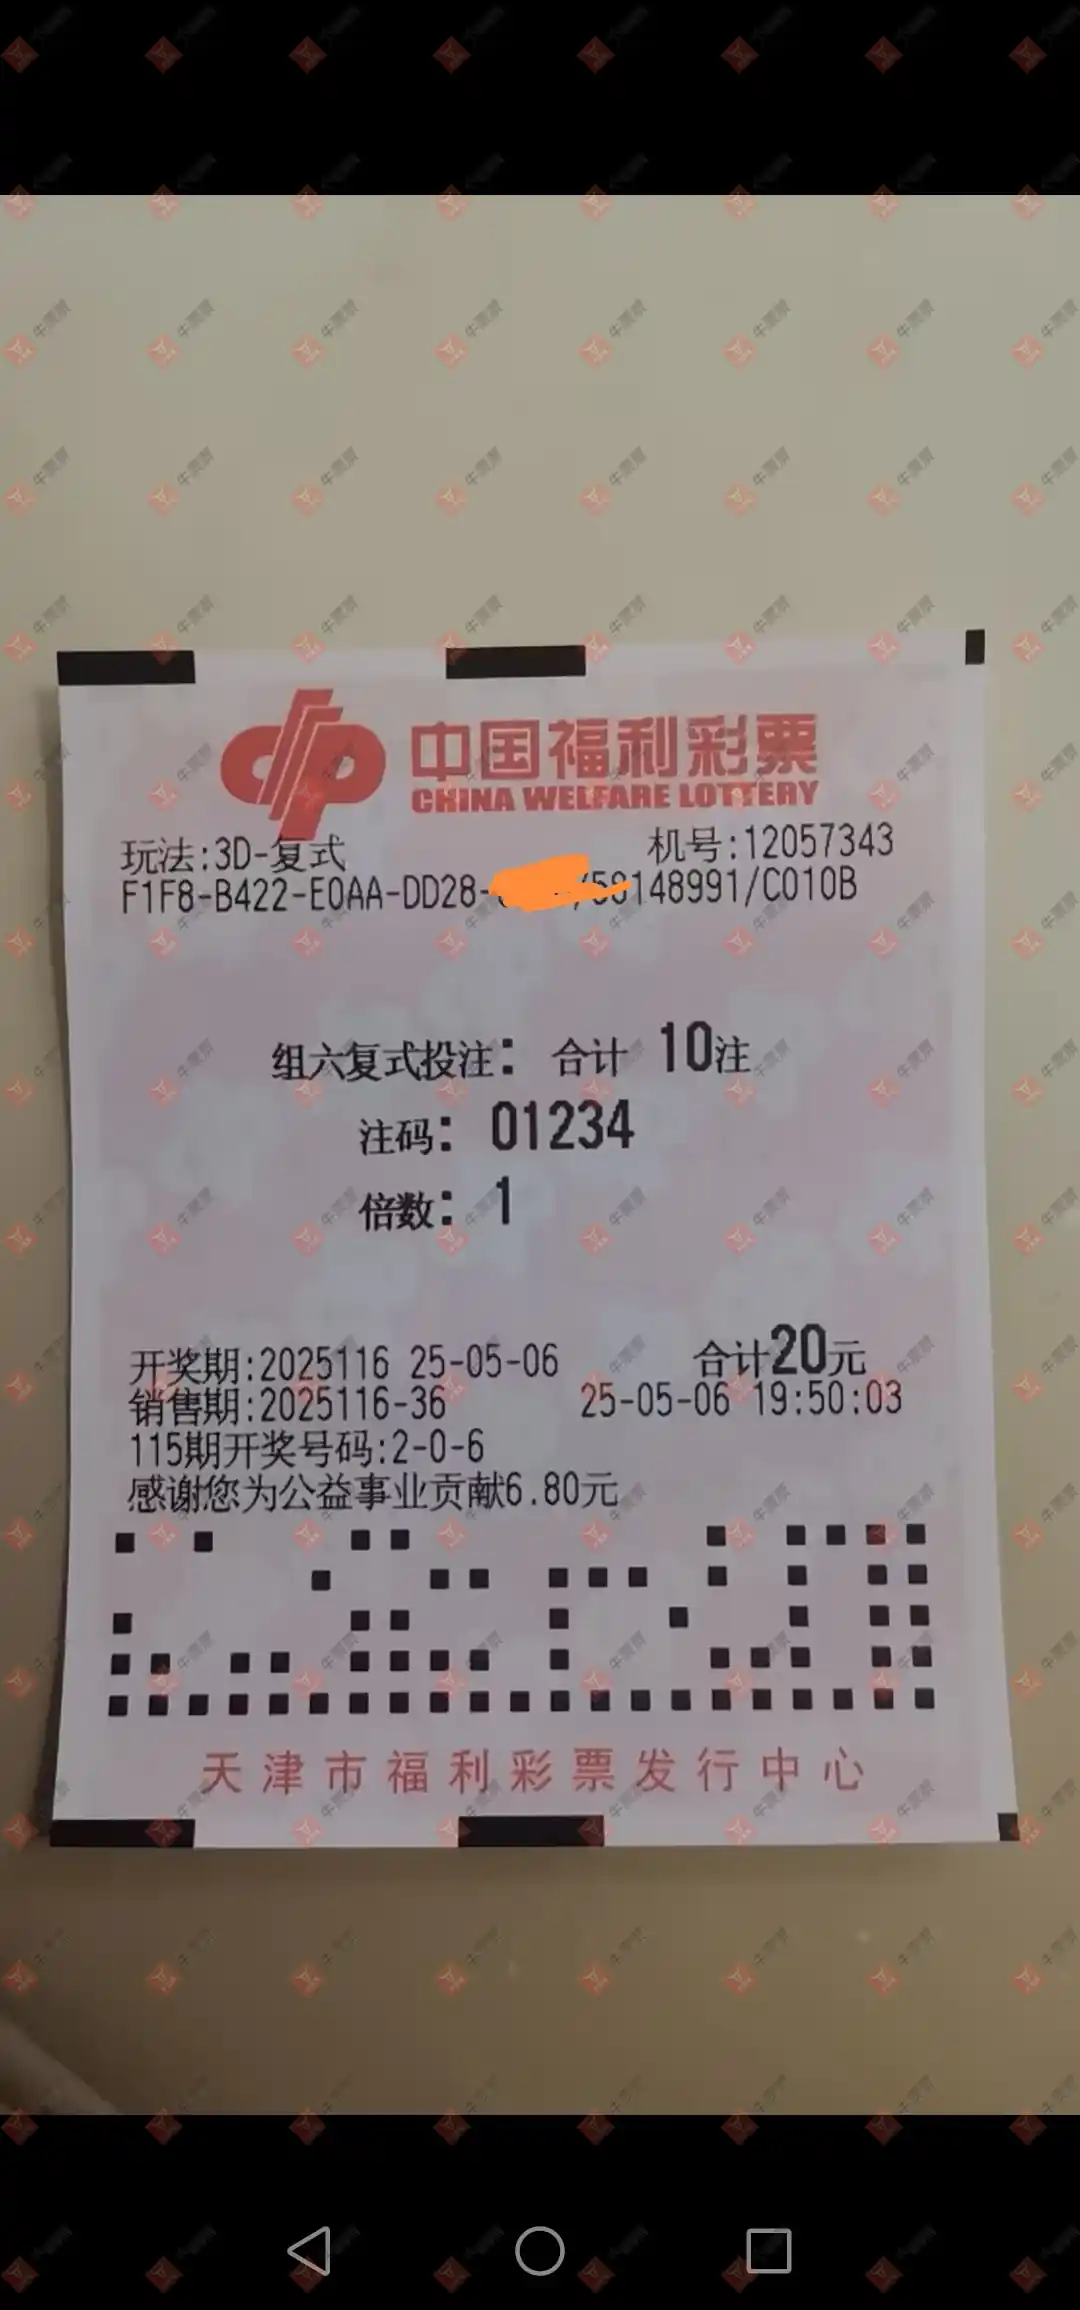 中国福利彩票
CHINA WELFARE LOTTERY
玩法:3D-复式 机号:12057343
F1F8-B422-E0AA-DD28- 148991/C010B
组六复式投注: 合计 10注
注码: 01234
倍数: 1
开奖期:2025116 25-05-06 合计20元
销售期:2025116-36 25-05-06 19:50:03
115期开奖号码:2-0-6
感谢您为公益事业贡献6.80元
天津市福利彩票发行中心